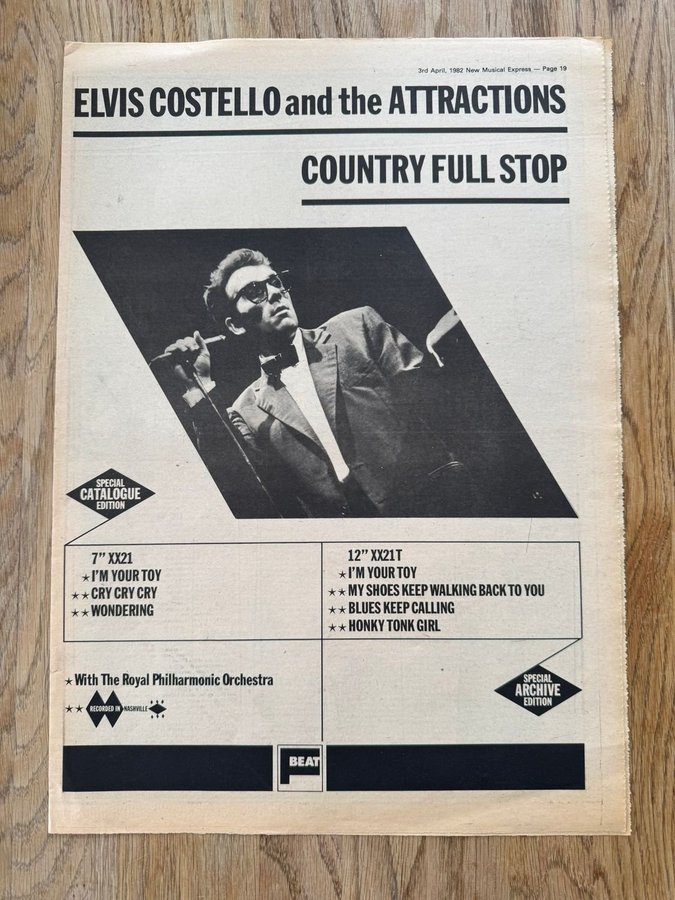 3rd April, 1982 New Musical Express — Page 19
ELVIS COSTELLO and the ATTRACTIONS
COUNTRY FULL STOP
SPECIAL
CATALOGUE
EDITION
7” XX21
★I’M YOUR TOY
★★CRY CRY CRY
★★WONDERING
12” XX21T
★I’M YOUR TOY
★★MY SHOES KEEP WALKING BACK TO YOU
★★BLUES KEEP CALLING
★★HONKY TONK GIRL
★With The Royal Philharmonic Orchestra
★★ RECORDED IN NASHVILLE
SPECIAL
ARCHIVE
EDITION
F BEAT